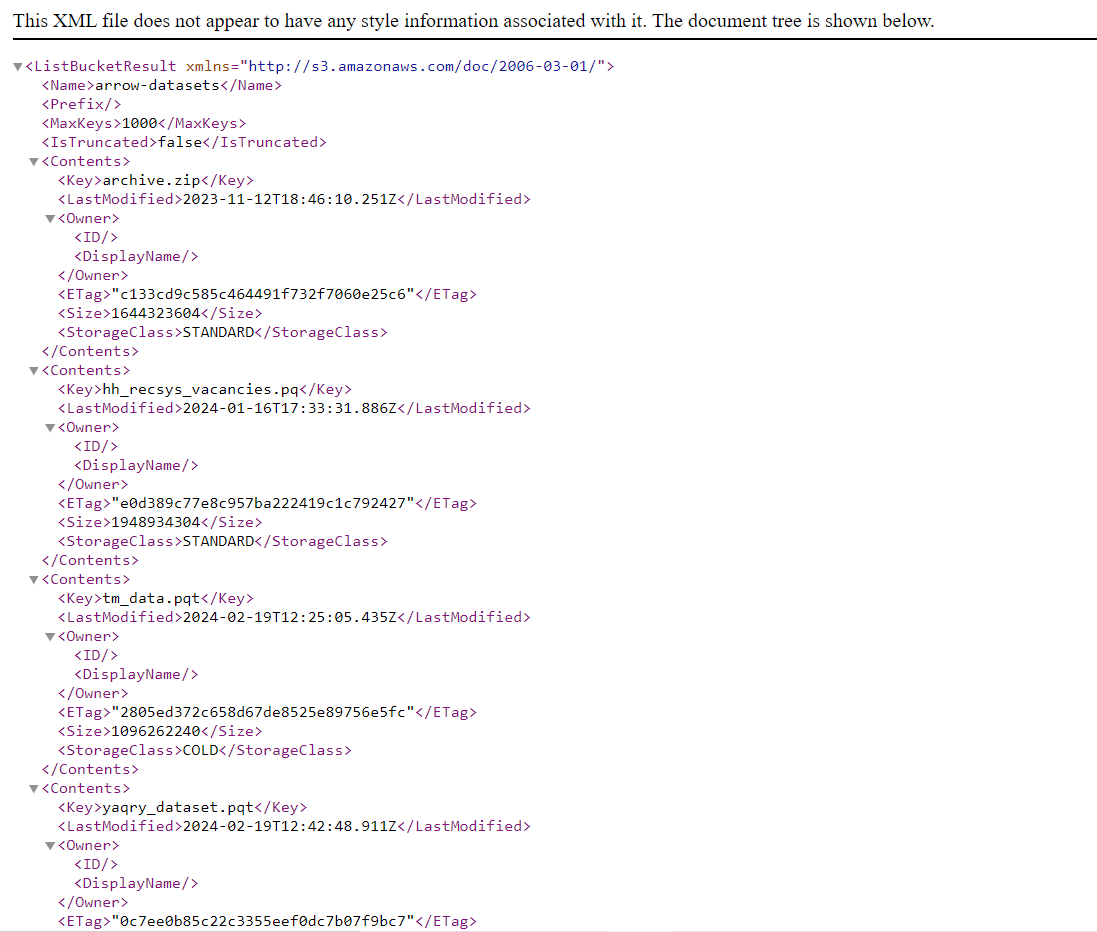 This XML file does not appear to have any style information associated with it. The document tree is shown below.
▼<ListBucketResult xmlns="http://s3.amazonaws.com/doc/2006-03-01/">
<Name>arrow-datasets</Name>
<Prefix/>
<MaxKeys>1000</MaxKeys>
<IsTruncated>false</IsTruncated>
▼<Contents>
<Key>archive.zip</Key>
<LastModified>2023-11-12T18:46:10.251Z</LastModified>
▼<Owner>
<ID/>
<DisplayName/>
</Owner>
<ETag>"c133cd9c585c464491f732f7060e25c6"</ETag>
<Size>1644323604</Size>
<StorageClass>STANDARD</StorageClass>
</Contents>
▼<Contents>
<Key>hh_recsys_vacancies.pq</Key>
<LastModified>2024-01-16T17:33:31.886Z</LastModified>
▼<Owner>
<ID/>
<DisplayName/>
</Owner>
<ETag>"e0d389c77e8c957ba222419c1c792427"</ETag>
<Size>1948934304</Size>
<StorageClass>STANDARD</StorageClass>
</Contents>
▼<Contents>
<Key>tm_data.pqt</Key>
<LastModified>2024-02-19T12:25:05.435Z</LastModified>
▼<Owner>
<ID/>
<DisplayName/>
</Owner>
<ETag>"2805ed372c658d67de8525e89756e5fc"</ETag>
<Size>1096262240</Size>
<StorageClass>COLD</StorageClass>
</Contents>
▼<Contents>
<Key>yaqry_dataset.pqt</Key>
<LastModified>2024-02-19T12:42:48.911Z</LastModified>
▼<Owner>
<ID/>
<DisplayName/>
</Owner>
<ETag>"0c7ee0b85c22c3355eef0dc7b07f9bc7"</ETag>